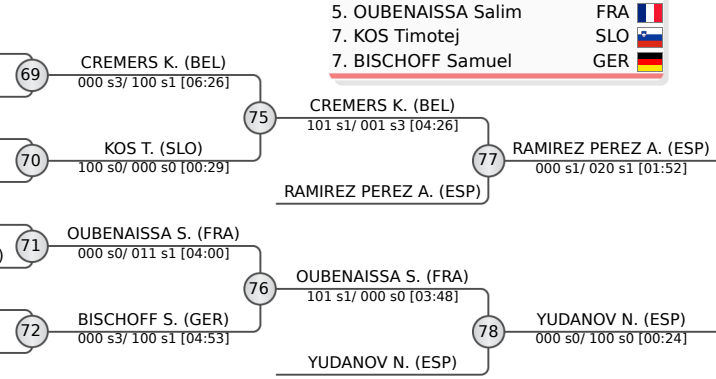 5. OUBENAISSA Salim FRA
7. KOS Timotej SLO
7. BISCHOFF Samuel GER
69
CREMERS K. (BEL)
000 s3/ 100 s1 [06:26]
75
CREMERS K. (BEL)
101 s1/ 001 s3 [04:26]
70
KOS T. (SLO)
100 s0/ 000 s0 [00:29]
77
RAMIREZ PEREZ A. (ESP)
000 s1/ 020 s1 [01:52]
RAMIREZ PEREZ A. (ESP)
)
71
OUBENAISSA S. (FRA)
000 s0/ 011 s1 [04:00]
76
OUBENAISSA S. (FRA)
101 s1/ 000 s0 [03:48]
72
BISCHOFF S. (GER)
000 s3/ 100 s1 [04:53]
78
YUDANOV N. (ESP)
000 s0/ 100 s0 [00:24]
YUDANOV N. (ESP)